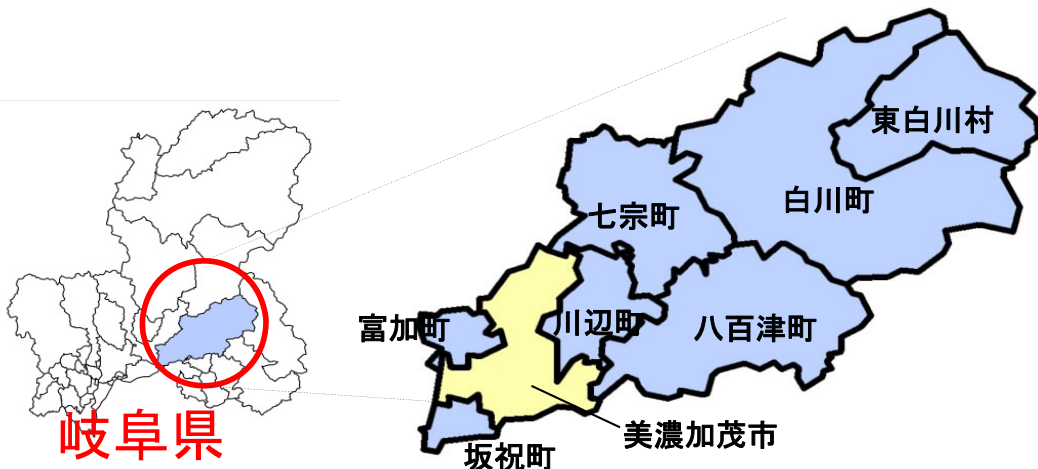 東白川村
白川町
七宗町
富加町
川辺町
八百津町
岐阜県
美濃加茂市
坂祝町